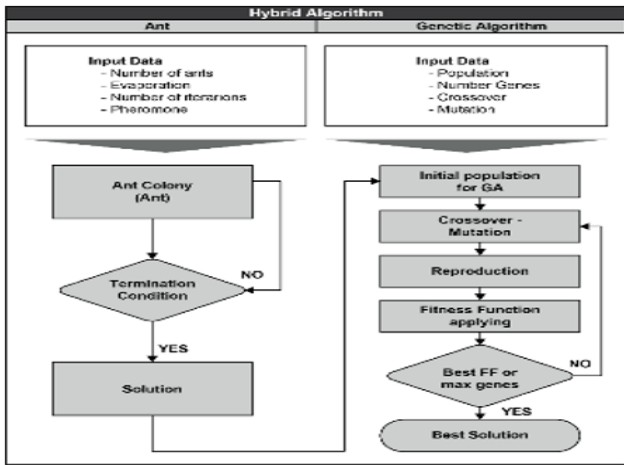 Hybrid Algorithm
Ant
Genetic Algorithm
Input Data
- Number of ants
- Evaporation
- Number of iterarions
- Pheromone
Input Data
- Population
- Number Genes
- Crossover
- Mutation
Ant Colony
(Ant)
Termination
Condition
NO
YES
Solution
Initial population
for GA
Crossover -
Mutation
Reproduction
Fitness Function
applying
Best FF or
max genes
NO
YES
Best Solution